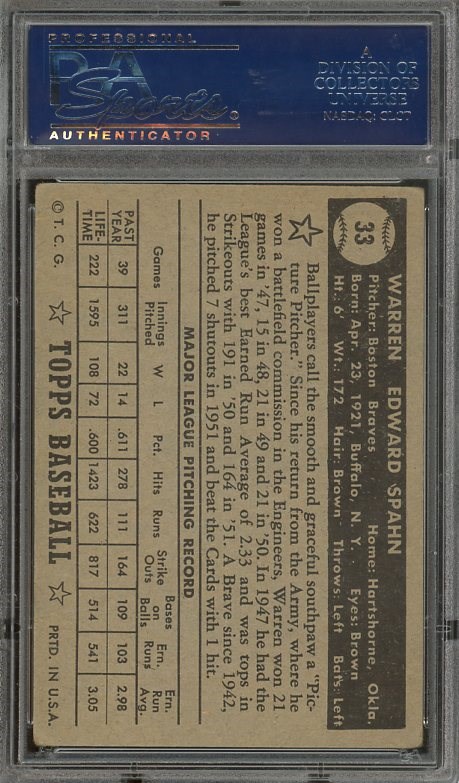 PROFESSIONAL
PSA
Sports.
AUTHENTICATOR
A
DIVISION OF
COLLECTORS
UNIVERSE
NASDAQ: CLCT
33
WARREN EDWARD SPAHN
Pitcher: Boston Braves Home: Hartshorne, Okla.
Born: Apr. 23, 1921, Buffalo, N. Y. Eyes: Brown
Ht.: 6' Wt.: 172 Hair: Brown Throws: Left Bats: Left
Ballplayers call the smooth and graceful southpaw a "Pic-
ture Pitcher." Since his return from the Army, where he
won a battlefield commission in the Engineers, Warren won 21
games in '47, 15 in 48, 21 in 49 and 21 in '50. In 1947 he had the
League's best Earned Run Average of 2.33 and was tops in
Strikeouts with 191 in '50 and 164 in '51. A Brave since 1942,
he pitched 7 shutouts in 1951 and beat the Cards with 1 hit.
MAJOR LEAGUE PITCHING RECORD
Games Innings Pitched W L Pct. Hits Runs Strike Outs Bases on Balls Ern. Runs Ern. Run Avg.
PAST YEAR 39 311 22 14 .611 278 111 164 109 103 2.98
LIFE-TIME 222 1595 108 72 .600 1423 622 817 514 541 3.05
© T. C. G. ☆ TOPPS BASEBALL ☆ PRTD. IN U.S.A.